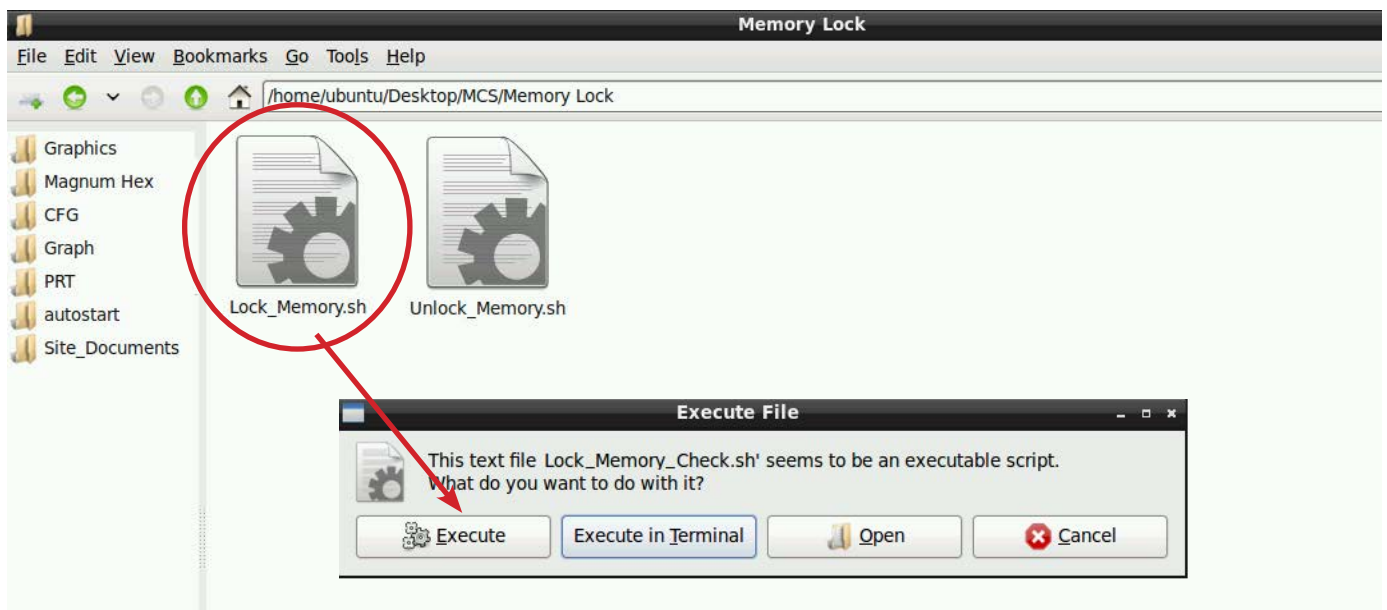 Memory Lock
File Edit View Bookmarks Go Tools Help
/home/ubuntu/Desktop/MCS/Memory Lock
Graphics
Magnum Hex
CFG
Graph
PRT
autostart
Site_Documents
Lock_Memory.sh
Unlock_Memory.sh
Execute File
This text file Lock_Memory_Check.sh' seems to be an executable script.
What do you want to do with it?
Execute
Execute in Terminal
Open
Cancel